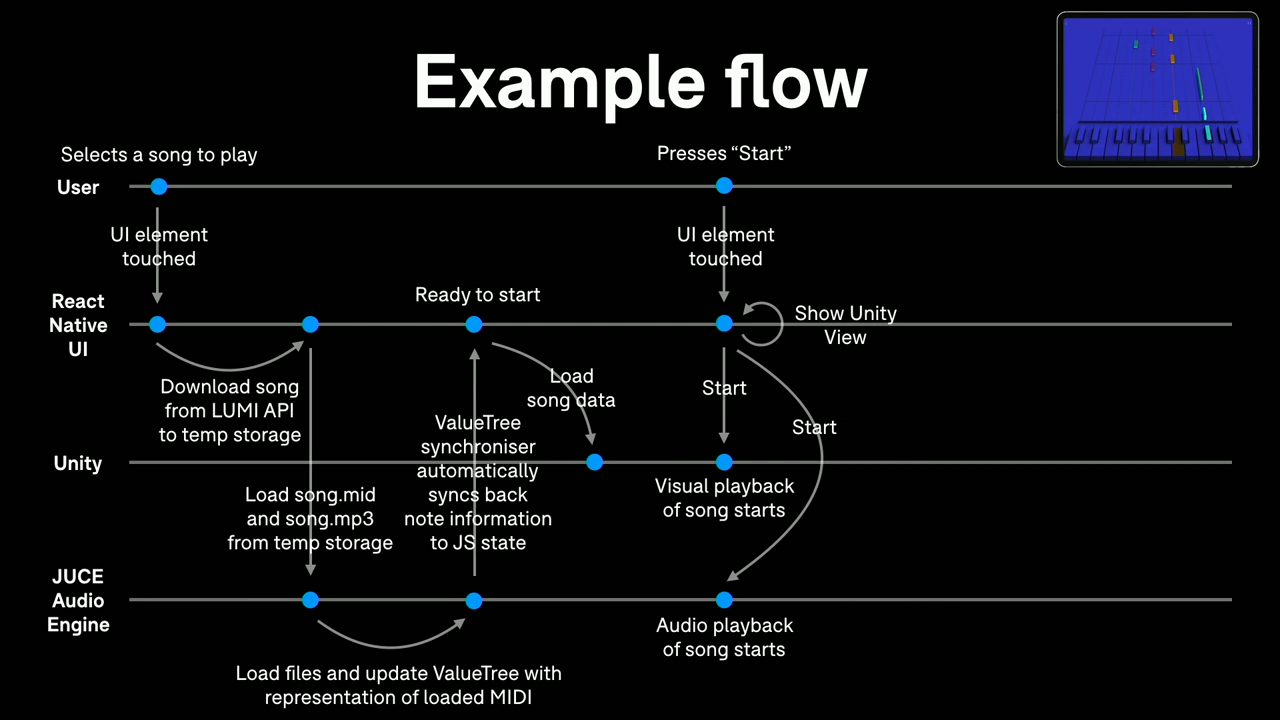 Example flow
Selects a song to play
Presses “Start”
User
UI element
touched
UI element
touched
React
Native
UI
Ready to start
Show Unity
View
Download song
from LUMI API
to temp storage
Load
song data
Start
Start
ValueTree
synchroniser
automatically
syncs back
note information
to JS state
Unity
Load song.mid
and song.mp3
from temp storage
Visual playback
of song starts
JUCE
Audio
Engine
Audio playback
of song starts
Load files and update ValueTree with
representation of loaded MIDI